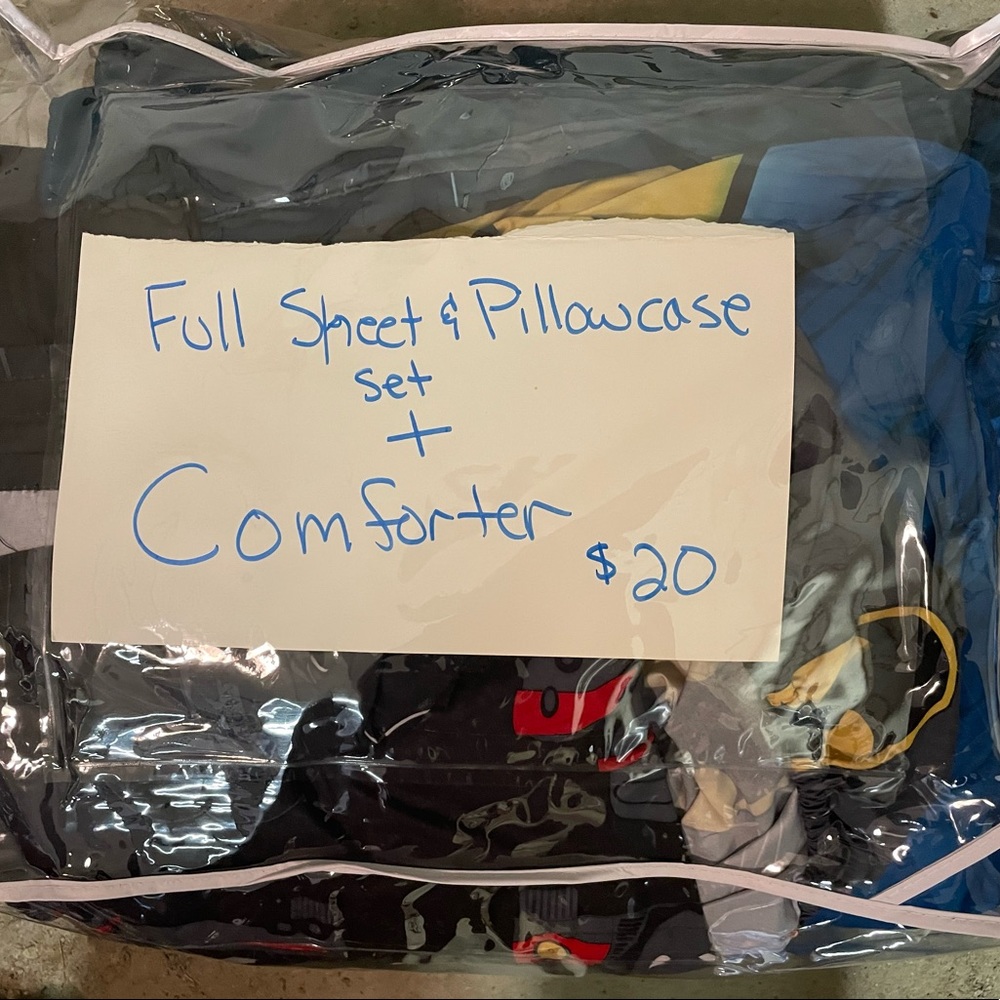 Full Sheet & Pillowcase
set
+
Comforter
$20